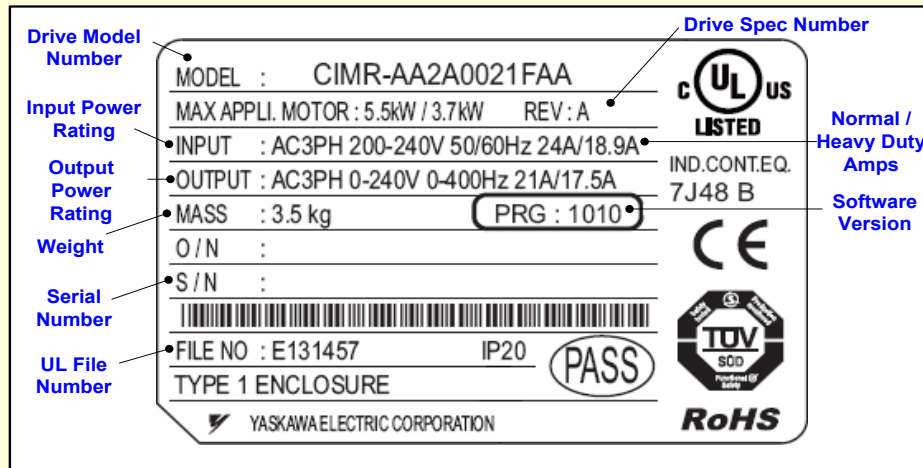 Drive Model
Number
Drive Spec Number
MODEL : CIMR-AA2A0021FAA
MAX APPLI. MOTOR : 5.5kW / 3.7kW REV : A
Input Power
Rating
INPUT : AC3PH 200-240V 50/60Hz 24A/18.9A
Normal /
Heavy Duty
Amps
Output
Power
Rating
OUTPUT : AC3PH 0-240V 0-400Hz 21A/17.5A
MASS : 3.5 kg
PRG : 1010
Software
Version
Weight
O / N :
S / N :
Serial
Number
FILE NO : E131457 IP20
UL File
Number
TYPE 1 ENCLOSURE
PASS
YASKAWA ELECTRIC CORPORATION
C UL US
LISTED
IND.CONT.EQ.
7J48 B
CE
TÜV
SÜD
Functional
Safety
RoHS